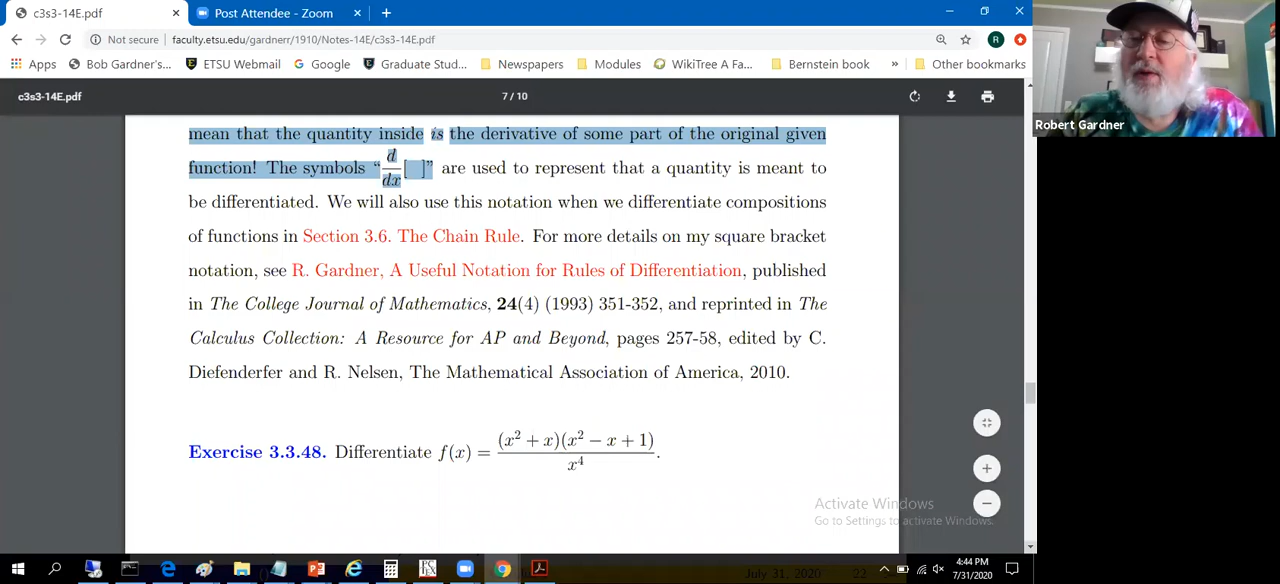 c3s3-14E.pdf
Post Attendee - Zoom
Not secure | faculty.etsu.edu/gardnerr/1910/Notes-14E/c3s3-14E.pdf
R
Apps Bob Gardner's... ETSU Webmail Google Graduate Stud... Newspapers Modules WikiTree A Fa... Bernstein book » Other bookmarks
c3s3-14E.pdf 7 / 10
Robert Gardner
mean that the quantity inside is the derivative of some part of the original given
function! The symbols “d/dx[ ]” are used to represent that a quantity is meant to
be differentiated. We will also use this notation when we differentiate compositions
of functions in Section 3.6. The Chain Rule. For more details on my square bracket
notation, see R. Gardner, A Useful Notation for Rules of Differentiation, published
in The College Journal of Mathematics, 24(4) (1993) 351-352, and reprinted in The
Calculus Collection: A Resource for AP and Beyond, pages 257-58, edited by C.
Diefenderfer and R. Nelsen, The Mathematical Association of America, 2010.
Exercise 3.3.48. Differentiate f(x) = (x² + x)(x² − x + 1)/x⁴.
Activate Windows
Go to Settings to activate Windows.
July 31, 2020 22
4:44 PM
7/31/2020